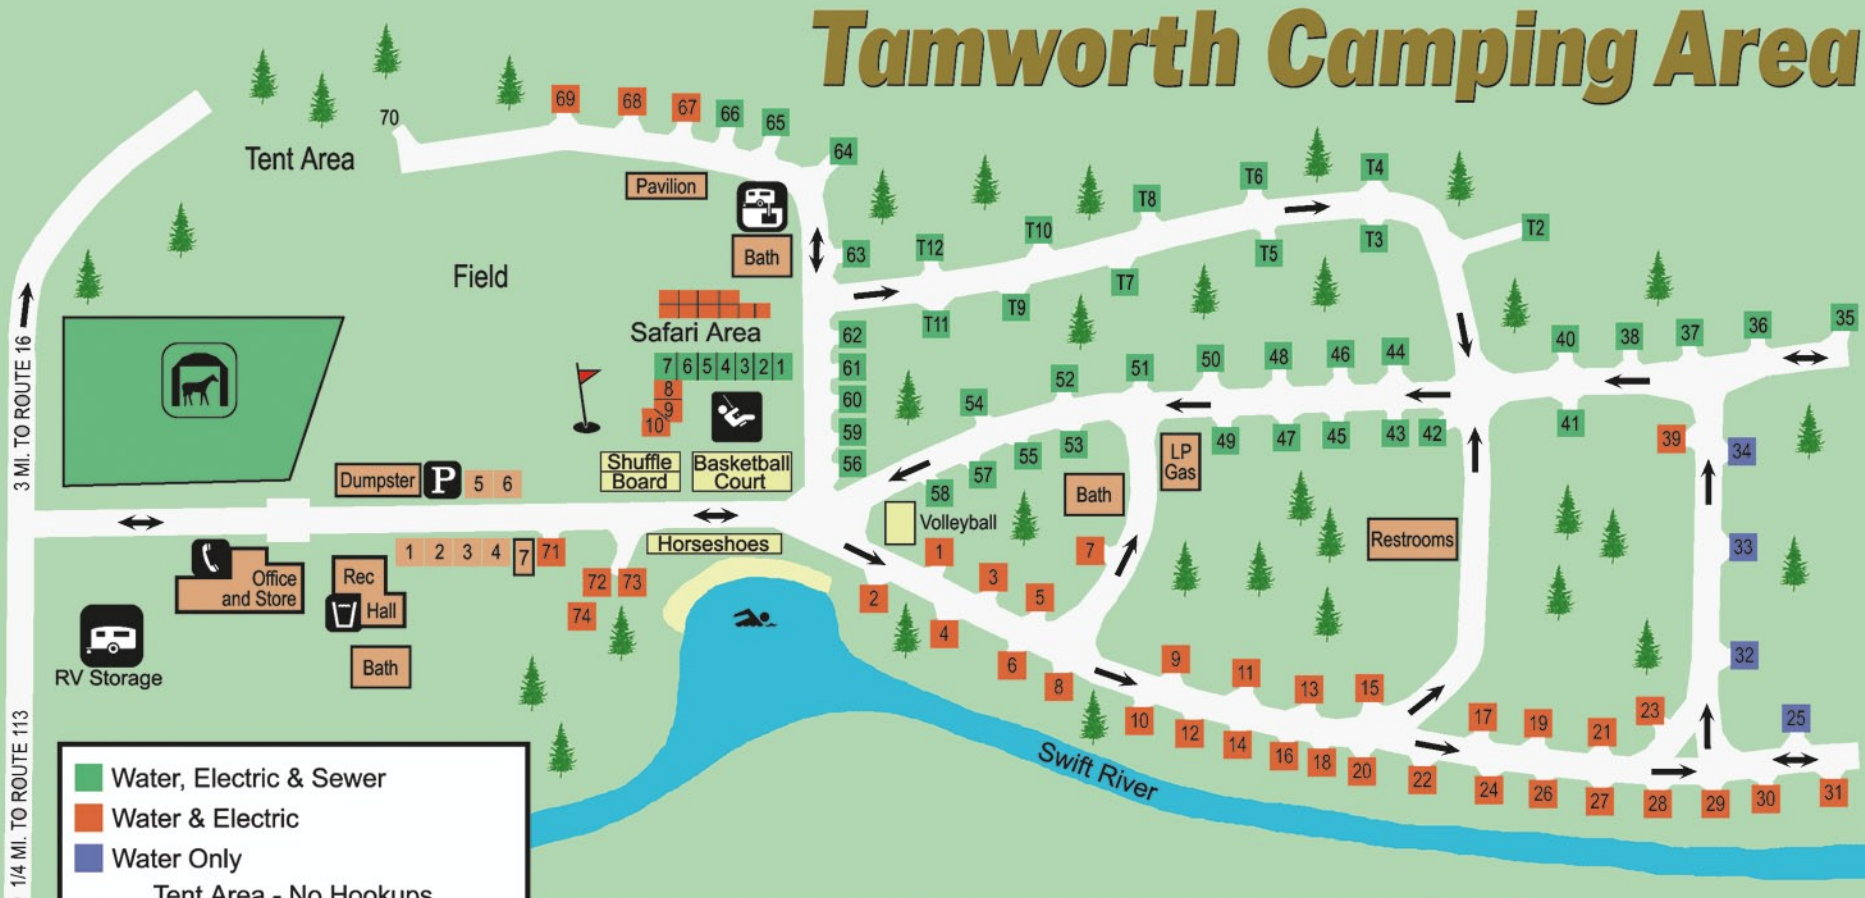 Tamworth Camping Area
70
69
68
67
66
65
64
Tent Area
Pavilion
Bath
Field
63
T12
T10
T8
T6
T4
T2
T11
T9
T7
T5
T3
Safari Area
7 6 5 4 3 2 1
8
9
10
62
61
60
59
56
54
52
51
50
48
46
44
40
38
37
36
35
58
57
55
53
49
47
45
43
42
41
39
34
33
32
25
LP
Gas
Bath
Restrooms
Shuffle
Board
Basketball
Court
Volleyball
Horseshoes
Dumpster
P
5 6
1 2 3 4 7 71
72 73
74
Office
and Store
Rec
Hall
Bath
RV Storage
3 MI. TO ROUTE 16
1/4 MI. TO ROUTE 113
1
3
5
7
2
4
6
8
9
11
13
15
17
19
21
23
10
12
14
16
18
20
22
24
26
27
28
29
30
31
Swift River
Water, Electric & Sewer
Water & Electric
Water Only
Tent Area - No Hookups